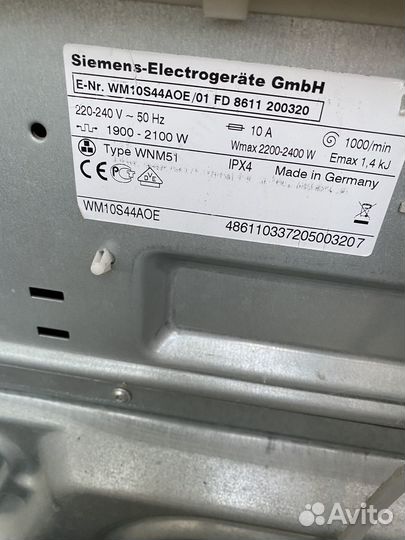 Siemens-Electrogeräte GmbH
E-Nr. WM10S44AOE/01 FD 8611 200320
220-240 V ~ 50 Hz 10 A 1000/min
1900 - 2100 W Wmax 2200-2400 W Emax 1,4 kJ
Type WNM51 IPX4 Made in Germany
CE
WM10S44AOE
486110337205003207
Avito